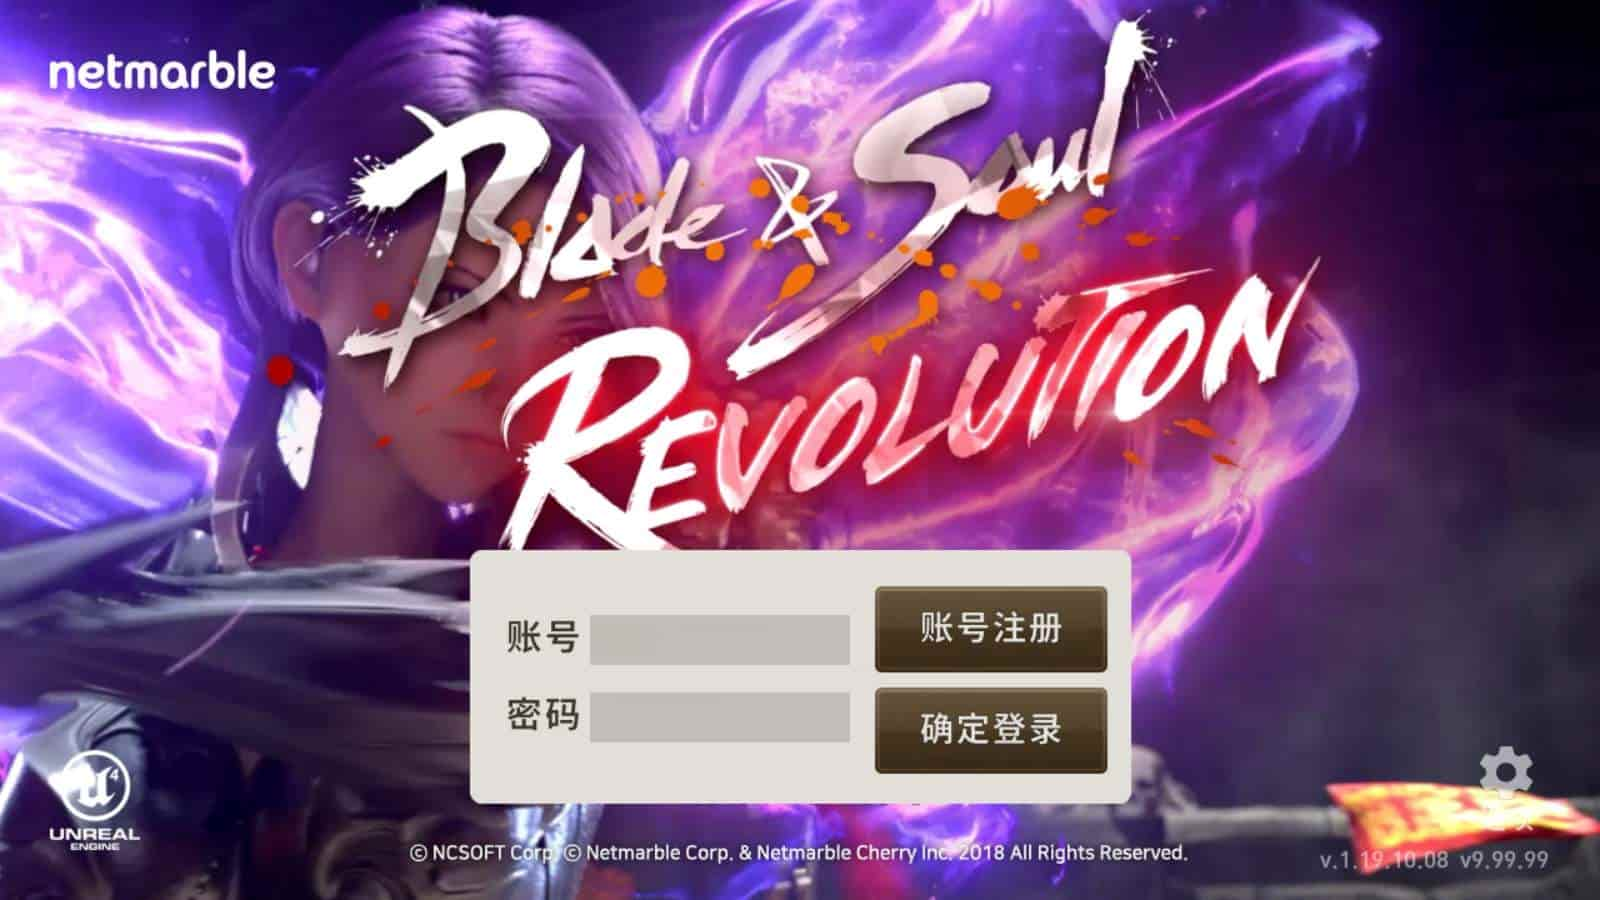 netmarble
Blade & Soul
REVOLUTION
账号
账号注册
密码
确定登录
UNREAL
ENGINE
© NCSOFT Corp. © Netmarble Corp. & Netmarble Cherry Inc. 2018 All Rights Reserved.
v.1.19.10.08 v9.99.99